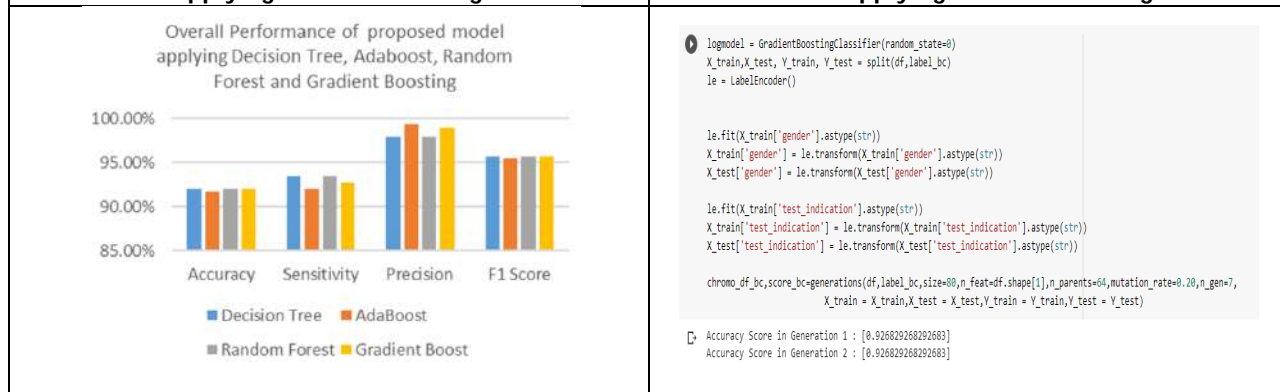 Overall Performance of proposed model
applying Decision Tree, Adaboost, Random
Forest and Gradient Boosting
100.00%
95.00%
90.00%
85.00%
Accuracy Sensitivity Precision F1 Score
Decision Tree AdaBoost
Random Forest Gradient Boost
logmodel = GradientBoostingClassifier(random_state=0)
X_train,X_test, Y_train, Y_test = split(df,label_bc)
le = LabelEncoder()
le.fit(X_train['gender'].astype(str))
X_train['gender'] = le.transform(X_train['gender'].astype(str))
X_test['gender'] = le.transform(X_test['gender'].astype(str))
le.fit(X_train['test_indication'].astype(str))
X_train['test_indication'] = le.transform(X_train['test_indication'].astype(str))
X_test['test_indication'] = le.transform(X_test['test_indication'].astype(str))
chromo_df_bc,score_bc=generations(df,label_bc,size=80,n_feat=df.shape[1],n_parents=64,mutation_rate=0.20,n_gen=7,
X_train = X_train,X_test = X_test,Y_train = Y_train,Y_test = Y_test)
Accuracy Score in Generation 1 : [0.926829268292683]
Accuracy Score in Generation 2 : [0.926829268292683]